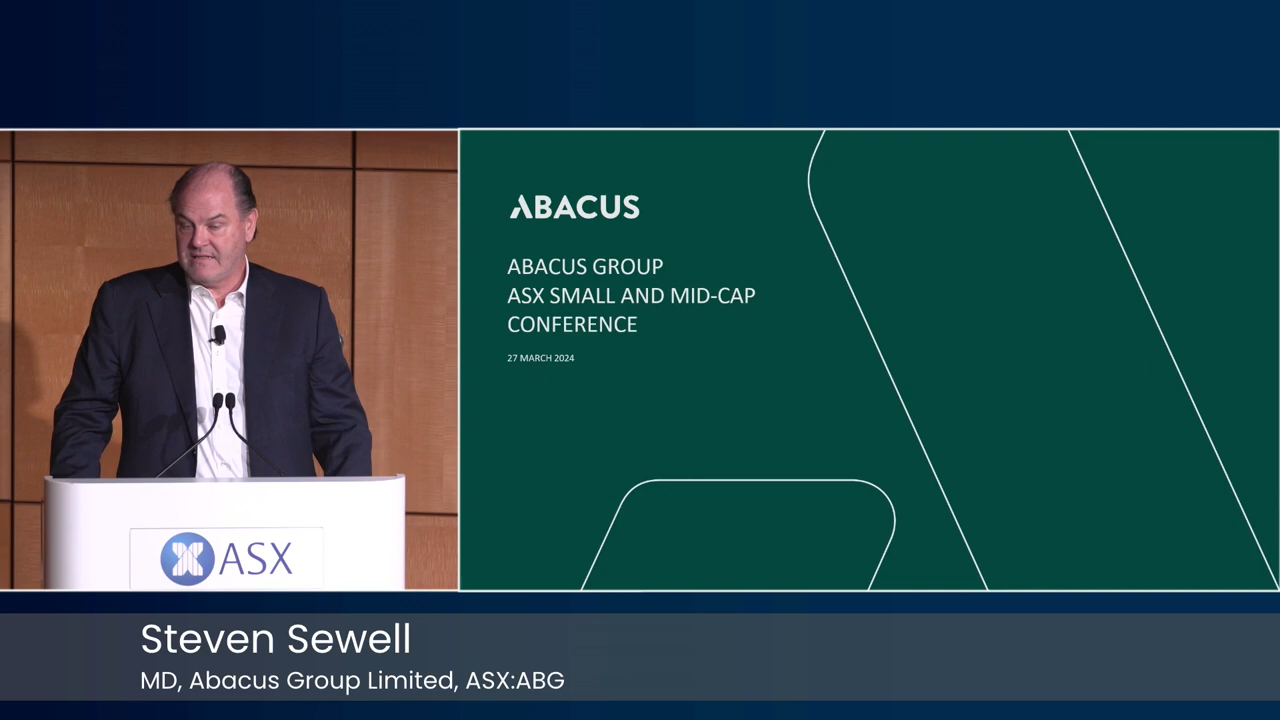 ABACUS
ABACUS GROUP
ASX SMALL AND MID-CAP
CONFERENCE
27 MARCH 2024
ASX
Steven Sewell
MD, Abacus Group Limited, ASX:ABG